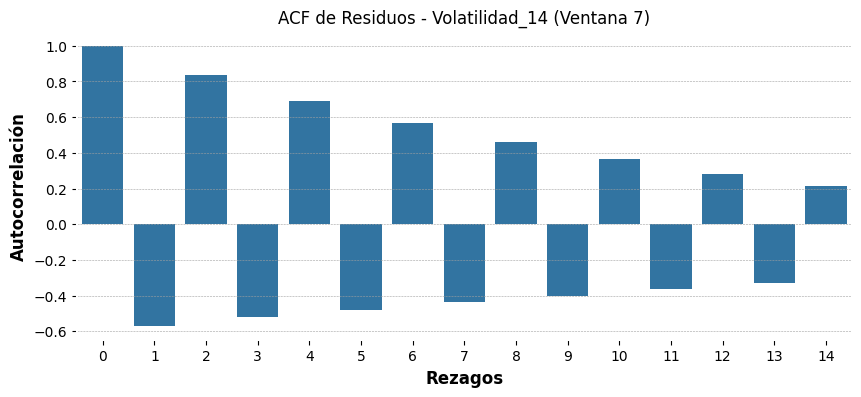 ACF de Residuos - Volatilidad_14 (Ventana 7)
Autocorrelación
1.0
0.8
0.6
0.4
0.2
0.0
−0.2
−0.4
−0.6
0 1 2 3 4 5 6 7 8 9 10 11 12 13 14
Rezagos